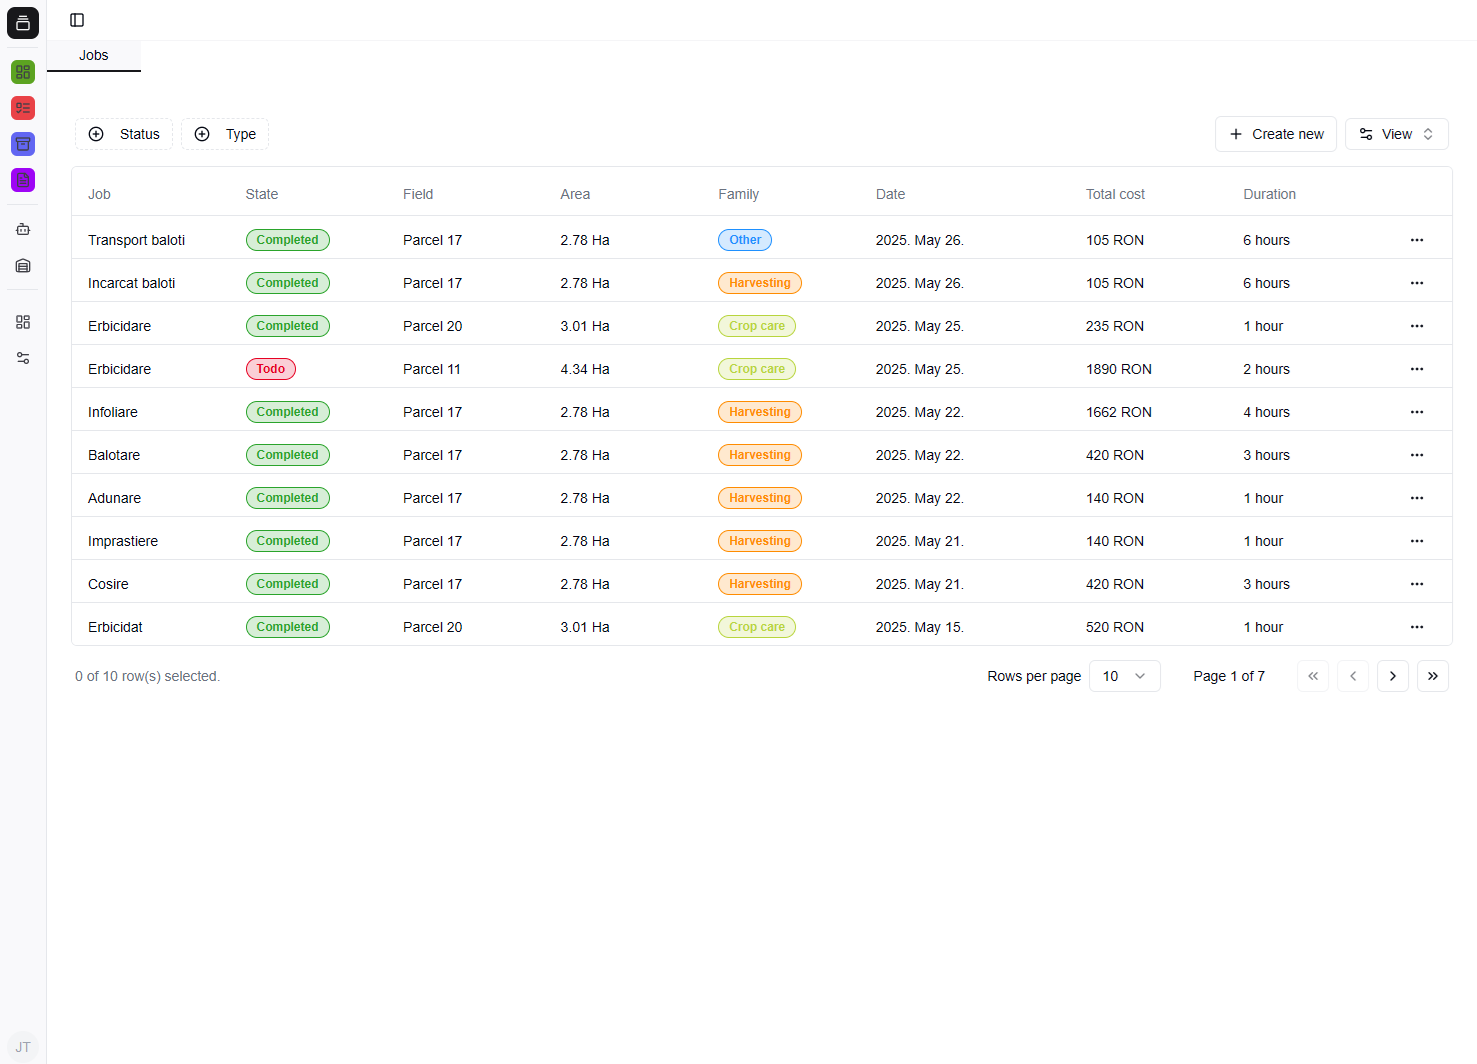 Jobs
Status Type Create new View
Job State Field Area Family Date Total cost Duration
Transport baloti Completed Parcel 17 2.78 Ha Other 2025. May 26. 105 RON 6 hours
Incarcat baloti Completed Parcel 17 2.78 Ha Harvesting 2025. May 26. 105 RON 6 hours
Erbicidare Completed Parcel 20 3.01 Ha Crop care 2025. May 25. 235 RON 1 hour
Erbicidare Todo Parcel 11 4.34 Ha Crop care 2025. May 25. 1890 RON 2 hours
Infoliare Completed Parcel 17 2.78 Ha Harvesting 2025. May 22. 1662 RON 4 hours
Balotare Completed Parcel 17 2.78 Ha Harvesting 2025. May 22. 420 RON 3 hours
Adunare Completed Parcel 17 2.78 Ha Harvesting 2025. May 22. 140 RON 1 hour
Imprastiere Completed Parcel 17 2.78 Ha Harvesting 2025. May 21. 140 RON 1 hour
Cosire Completed Parcel 17 2.78 Ha Harvesting 2025. May 21. 420 RON 3 hours
Erbicidat Completed Parcel 20 3.01 Ha Crop care 2025. May 15. 520 RON 1 hour
0 of 10 row(s) selected. Rows per page 10 Page 1 of 7
JT